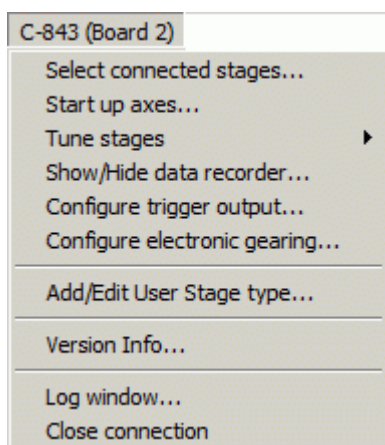 C-843 (Board 2)
Select connected stages...
Start up axes...
Tune stages
Show/Hide data recorder...
Configure trigger output...
Configure electronic gearing...
Add/Edit User Stage type...
Version Info...
Log window...
Close connection